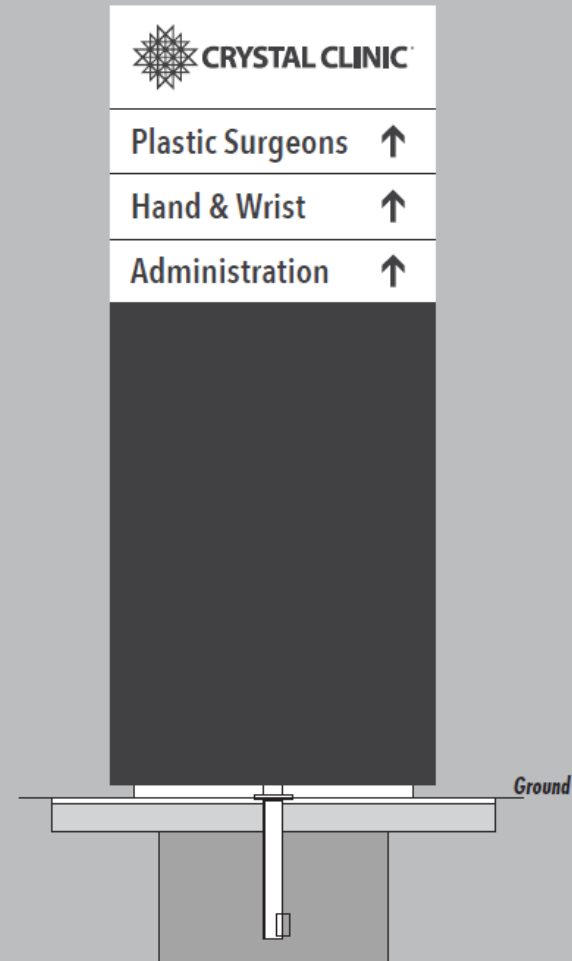 CRYSTAL CLINIC
Plastic Surgeons ↑
Hand & Wrist ↑
Administration ↑
Ground